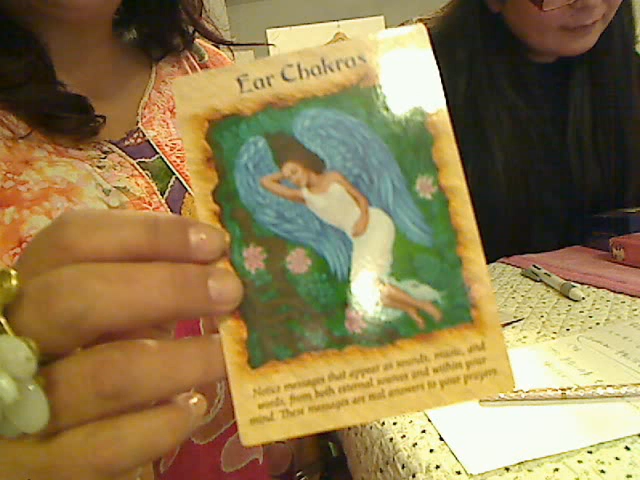 Ear Chakras
Notice messages that appear as sounds, music, and
words, from both external sources and within your
mind. These messages are real answers to your prayers.